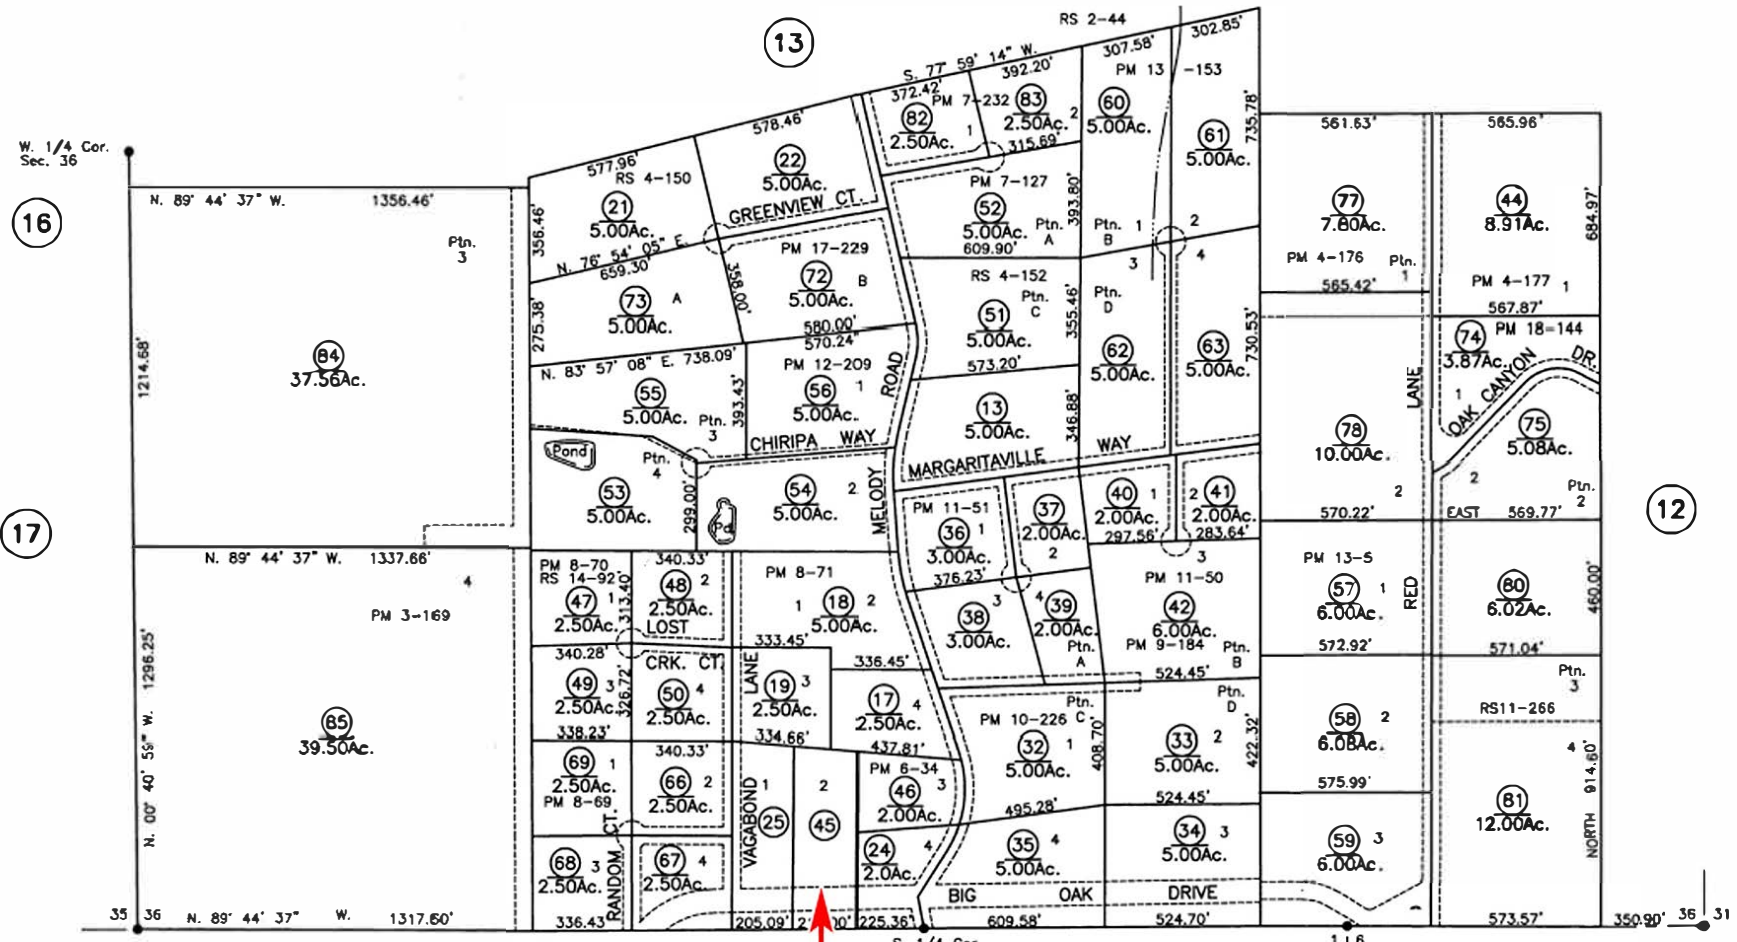 RS 2-44
13
302.85'
307.58'
S. 77° 59' 14" W.
392.20'
372.42'
PM 13 -153
PM 7-232
83
2.50Ac.
2
82
2.50Ac.
1
60
5.00Ac.
61
5.00Ac.
735.78'
578.46'
315.69'
561.63'
565.96'
W. 1/4 Cor.
Sec. 36
577.96'
RS 4-150
22
5.00Ac.
PM 7-127
393.80'
N. 89° 44' 37" W.
1356.46'
16
21
5.00Ac.
GREENVIEW CT.
52
5.00Ac.
Ptn.
A
Ptn.
B
1
2
77
7.80Ac.
44
8.91Ac.
684.97'
356.46'
Ptn.
3
N. 76° 54' 05" E.
659.30'
PM 17-229
609.90'
3
4
PM 4-176
Ptn.
1
358.00'
72
5.00Ac.
B
RS 4-152
565.42'
PM 4-177
1
73
5.00Ac.
A
Ptn.
C
Ptn.
D
567.87'
275.38'
580.00'
570.24'
51
5.00Ac.
355.46'
730.53'
74
3.87Ac.
PM 18-144
84
37.56Ac.
1214.68'
N. 83° 57' 08" E. 738.09'
PM 12-209
573.20'
62
5.00Ac.
63
5.00Ac.
DR.
OAK CANYON
1
ROAD
LANE
55
5.00Ac.
Ptn.
3
393.43'
56
5.00Ac.
1
13
5.00Ac.
346.88'
78
10.00Ac.
75
5.08Ac.
Pond
CHIRIPA WAY
WAY
MARGARITAVILLE
Ptn.
4
2
2
Ptn.
2
53
5.00Ac.
299.00'
Pd
54
5.00Ac.
2
MELODY
PM 11-51
36
3.00Ac.
1
37
2.00Ac.
2
40
2.00Ac.
1
2
41
2.00Ac.
12
17
570.22'
EAST
569.77'
297.56'
283.64'
N. 89° 44' 37" W.
1337.66'
4
PM 3-169
PM 8-70
RS 14-92
340.33'
PM 8-71
376.23'
3
PM 11-50
PM 13-5
47
2.50Ac.
1
313.40'
48
2.50Ac.
2
1
18
5.00Ac.
2
38
3.00Ac.
3
4
39
2.00Ac.
42
6.00Ac.
57
6.00Ac.
1
RED
80
6.02Ac.
460.00'
LOST
333.45'
Ptn.
A
PM 9-184
Ptn.
B
572.92'
571.04'
340.28'
CRK. CT.
336.45'
524.45'
Ptn.
3
N. 00° 40' 59" W.
1296.25'
49
2.50Ac.
3
326.72'
50
2.50Ac.
4
LANE
19
2.50Ac.
3
17
2.50Ac.
4
PM 10-226
Ptn.
C
Ptn.
D
RS11-266
85
39.50Ac.
338.23'
334.66'
437.81'
32
5.00Ac.
1
408.70'
33
5.00Ac.
2
422.32'
58
6.08Ac.
2
4
340.33'
69
2.50Ac.
1
66
2.50Ac.
2
PM 6-34
46
2.00Ac.
3
575.99'
914.60'
PM 8-69
1
2
495.28'
524.45'
81
12.00Ac.
VAGABOND
25
45
24
2.0Ac.
4
35
5.00Ac.
4
34
5.00Ac.
3
59
6.00Ac.
3
NORTH
68
2.50Ac.
3
RANDOM CT.
67
2.50Ac.
4
BIG OAK DRIVE
35 36
N. 89° 44' 37" W.
1317.60'
336.43'
205.09'
225.36'
609.58'
524.70'
573.57'
350.90'
36 31